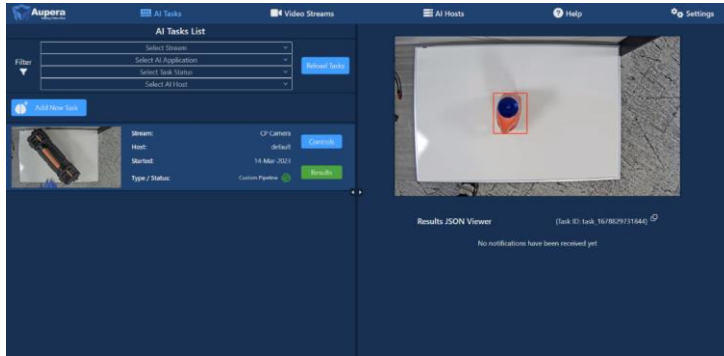 Aupera
AI Tasks
Video Streams
AI Hosts
Help
Settings
AI Tasks List
Filter
Select Stream
Select AI Application
Select Task Status
Select AI Host
Reload Tasks
Add New Task
Stream: CP Camera
Host: default
Started: 14-Mar-2023
Type / Status: Custom Pipeline
Controls
Results
Results JSON Viewer
(Task ID: task_1678829731644)
No notifications have been received yet